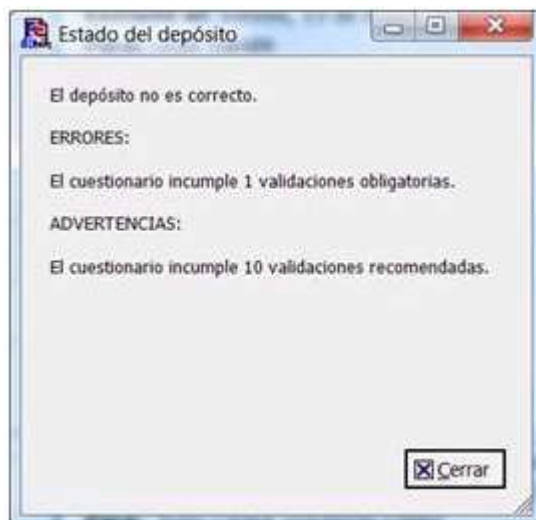 Estado del depósito
El depósito no es correcto.
ERRORES:
El cuestionario incumple 1 validaciones obligatorias.
ADVERTENCIAS:
El cuestionario incumple 10 validaciones recomendadas.
Cerrar